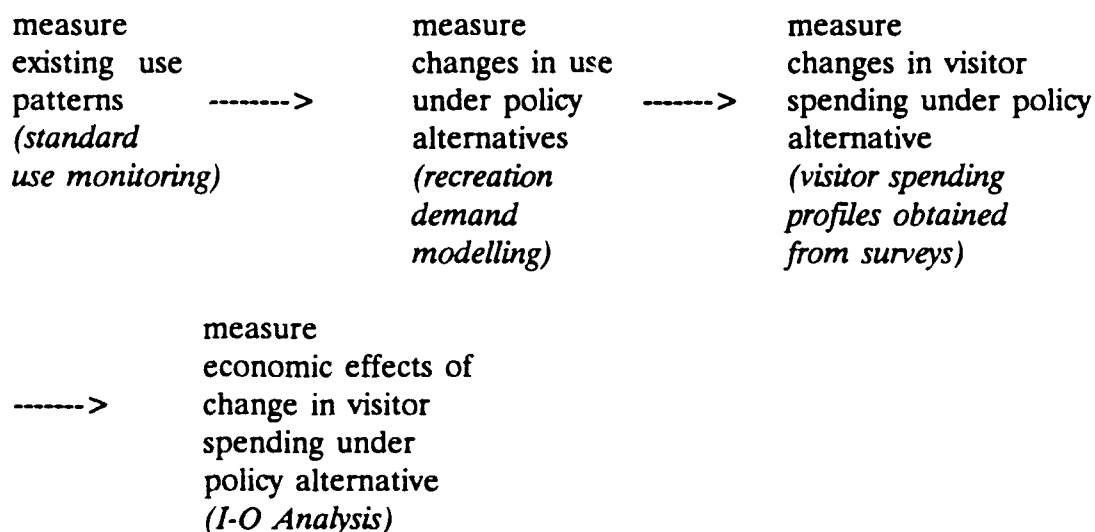 measure
existing use
patterns -------->
(standard
use monitoring)
measure
changes in use
under policy ------->
alternatives
(recreation
demand
modelling)
measure
changes in visitor
spending under policy
alternative
(visitor spending
profiles obtained
from surveys)
measure
economic effects of
-------> change in visitor
spending under
policy alternative
(I-O Analysis)